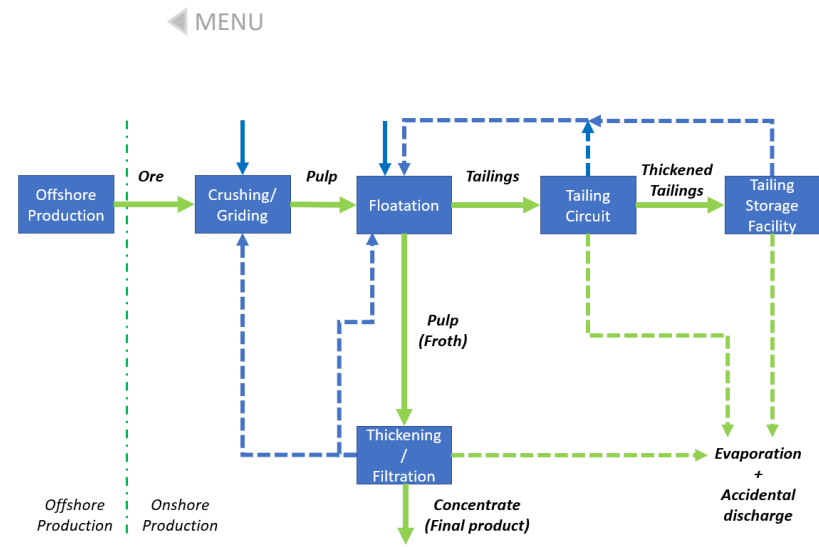 MENU
Ore
Pulp
Tailings
Thickened
Tailings
Offshore
Production
Crushing/
Griding
Floatation
Tailing
Circuit
Tailing
Storage
Facility
Pulp
(Froth)
Thickening
/
Filtration
Evaporation
+
Accidental
discharge
Offshore
Production
Onshore
Production
Concentrate
(Final product)